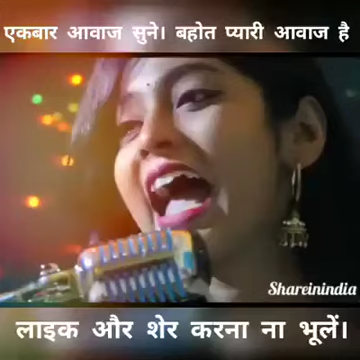 एकबार आवाज सुने। बहोत प्यारी आवाज है
Shareinindia
लाइक और शेर करना ना भूलें।